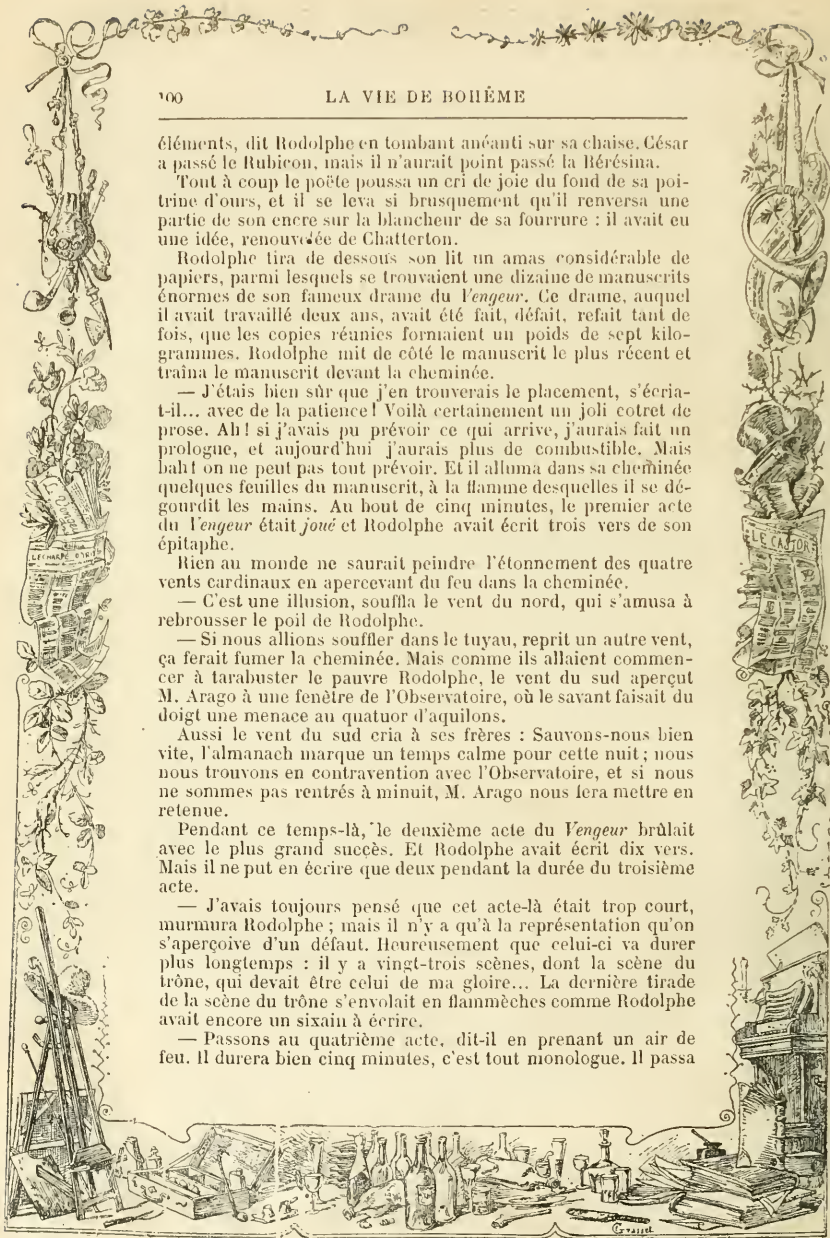 100 LA VIE DE BOHÊME
éléments, dit Rodolphe en tombant anéanti sur sa chaise. César
a passé le Rubicon, mais il n'aurait point passé la Bérésina.
Tout à coup le poëte poussa un cri de joie du fond de sa poi-
trine d'ours, et il se leva si brusquement qu'il renversa une
partie de son encre sur la blancheur de sa fourrure : il avait eu
une idée, renouvelée de Chatterton.
Rodolphe tira de dessous son lit un amas considérable de
papiers, parmi lesquels se trouvaient une dizaine de manuscrits
énormes de son fameux drame du Vengeur. Ce drame, auquel
il avait travaillé deux ans, avait été fait, défait, refait tant de
fois, que les copies réunies formaient un poids de sept kilo-
grammes. Rodolphe mit de côté le manuscrit le plus récent et
traîna le manuscrit devant la cheminée.
— J'étais bien sûr que j'en trouverais le placement, s'écria-
t-il... avec de la patience ! Voilà certainement un joli cotret de
prose. Ah ! si j'avais pu prévoir ce qui arrive, j'aurais fait un
prologue, et aujourd'hui j'aurais plus de combustible. Mais
bah ! on ne peut pas tout prévoir. Et il alluma dans sa cheminée
quelques feuilles du manuscrit, à la flamme desquelles il se dé-
gourdit les mains. Au bout de cinq minutes, le premier acte
du Vengeur était joué et Rodolphe avait écrit trois vers de son
épitaphe.
Rien au monde ne saurait peindre l'étonnement des quatre
vents cardinaux en apercevant du feu dans la cheminée.
— C'est une illusion, souffla le vent du nord, qui s'amusa à
rebrousser le poil de Rodolphe.
— Si nous allions souffler dans le tuyau, reprit un autre vent,
ça ferait fumer la cheminée. Mais comme ils allaient commen-
cer à tarabuster le pauvre Rodolphe, le vent du sud aperçut
M. Arago à une fenêtre de l'Observatoire, où le savant faisait du
doigt une menace au quatuor d'aquilons.
Aussi le vent du sud cria à ses frères : Sauvons-nous bien
vite, l'almanach marque un temps calme pour cette nuit ; nous
nous trouvons en contravention avec l'Observatoire, et si nous
ne sommes pas rentrés à minuit, M. Arago nous fera mettre en
retenue.
Pendant ce temps-là, le deuxième acte du Vengeur brûlait
avec le plus grand succès. Et Rodolphe avait écrit dix vers.
Mais il ne put en écrire que deux pendant la durée du troisième
acte.
— J'avais toujours pensé que cet acte-là était trop court,
murmura Rodolphe ; mais il n'y a qu'à la représentation qu'on
s'aperçoive d'un défaut. Heureusement que celui-ci va durer
plus longtemps : il y a vingt-trois scènes, dont la scène du
trône, qui devait être celui de ma gloire... La dernière tirade
de la scène du trône s'envolait en flammèches comme Rodolphe
avait encore un sixain à écrire.
— Passons au quatrième acte, dit-il en prenant un air de
feu. Il durera bien cinq minutes, c'est tout monologue. Il passa
LE CASTOR
Grasset